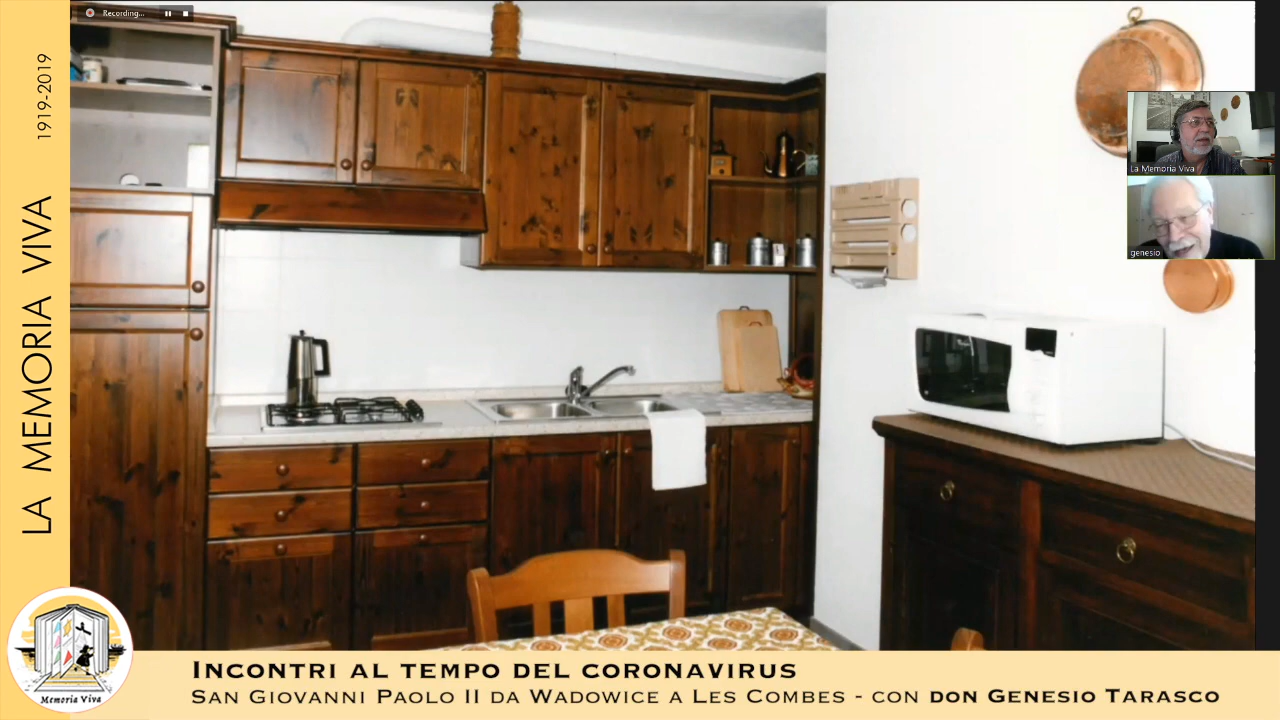 Recording...
1919-2019
LA MEMORIA VIVA
La Memoria Viva
genesio
Memoria Viva
INCONTRI AL TEMPO DEL CORONAVIRUS
SAN GIOVANNI PAOLO II DA WADOWICE A LES COMBES - CON DON GENESIO TARASCO